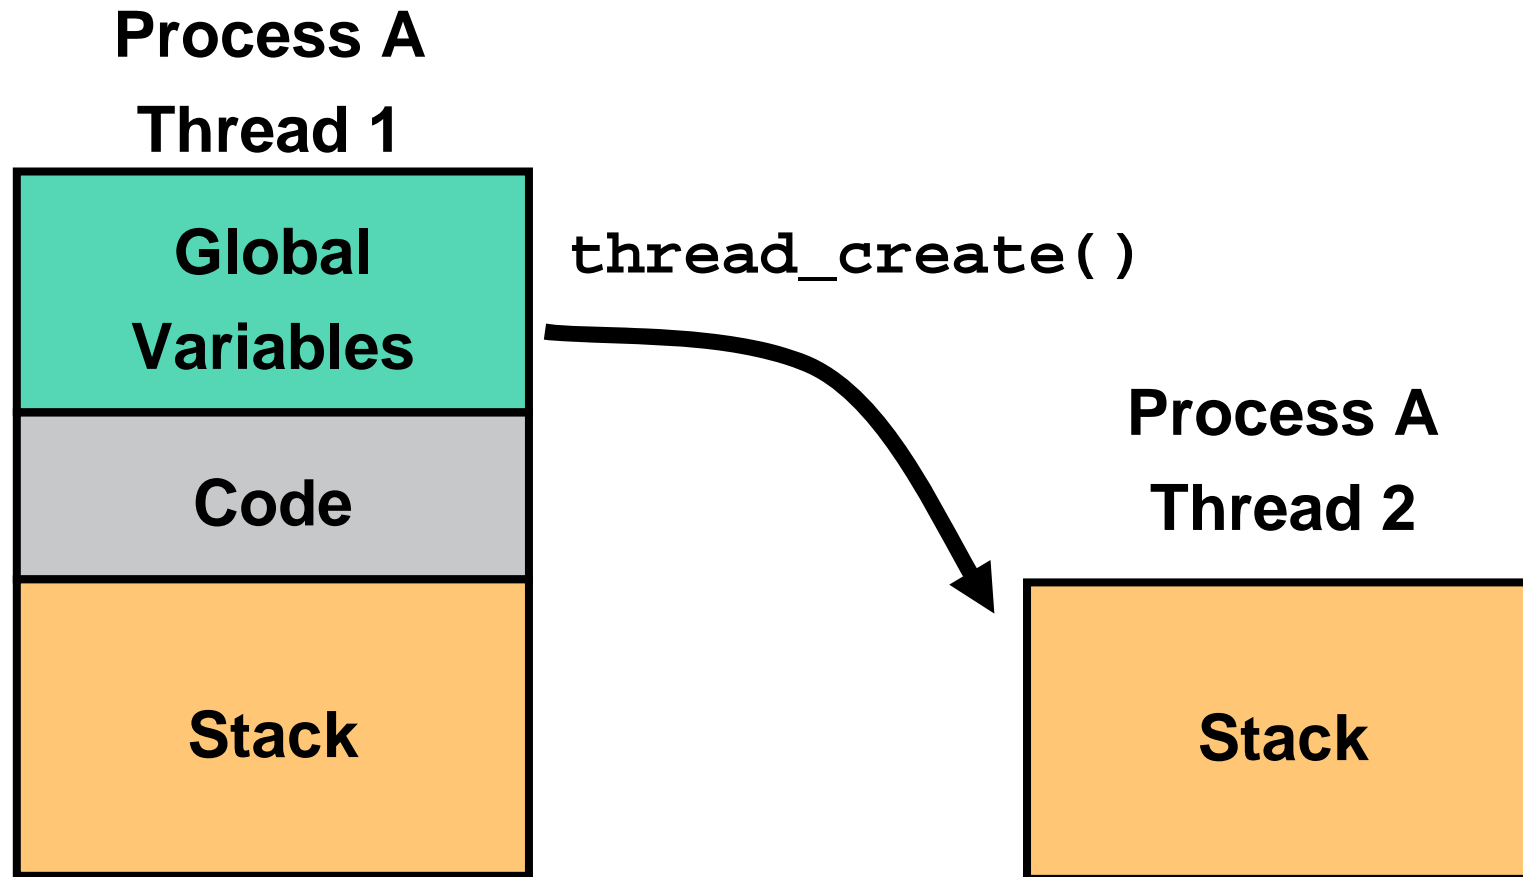 Process A
Thread 1
Global
Variables
thread_create()
Code
Stack
Process A
Thread 2
Stack